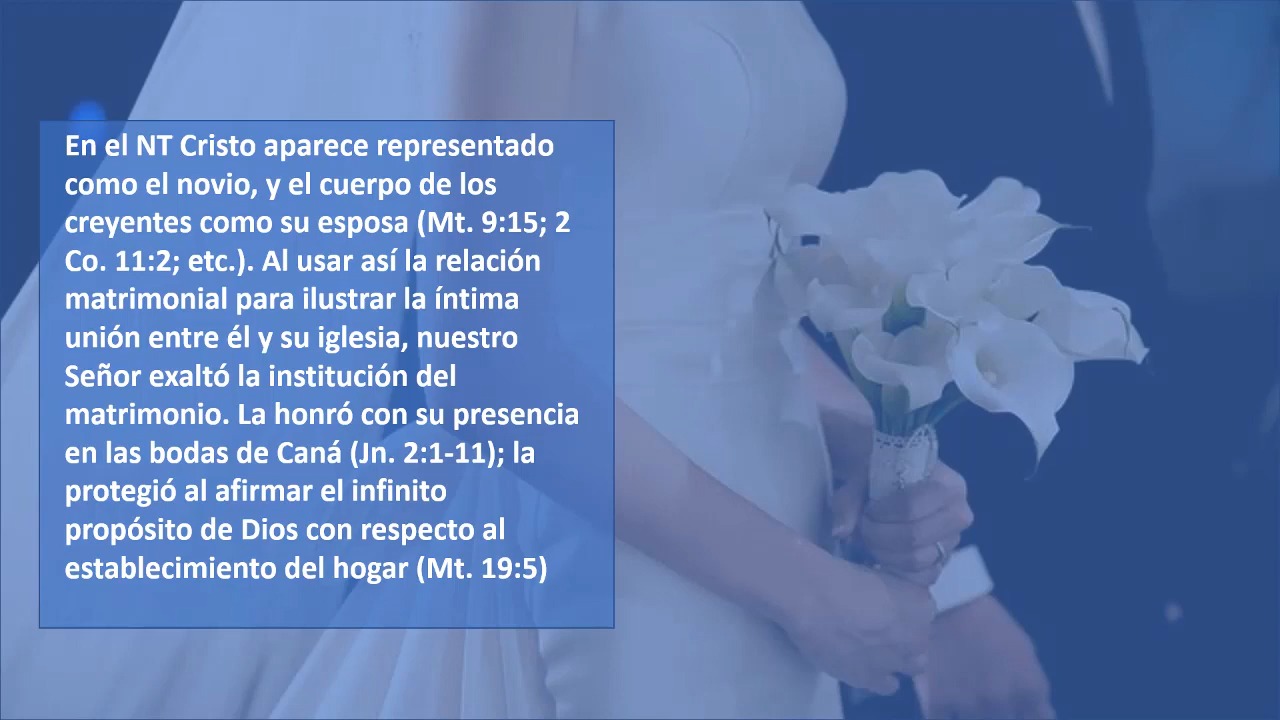 En el NT Cristo aparece representado
como el novio, y el cuerpo de los
creyentes como su esposa (Mt. 9:15; 2
Co. 11:2; etc.). Al usar así la relación
matrimonial para ilustrar la íntima
unión entre él y su iglesia, nuestro
Señor exaltó la institución del
matrimonio. La honró con su presencia
en las bodas de Caná (Jn. 2:1-11); la
protegió al afirmar el infinito
propósito de Dios con respecto al
establecimiento del hogar (Mt. 19:5)